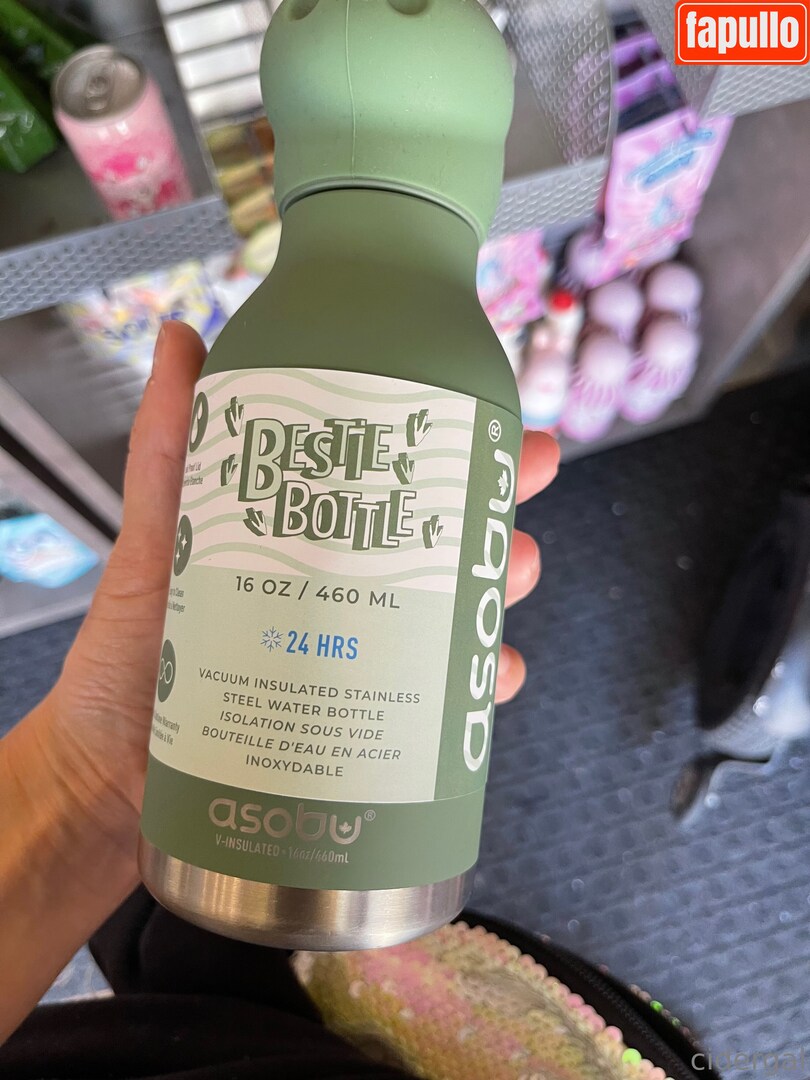 fapullo
BESTIE
BOTTLE
16 OZ / 460 ML
24 HRS
VACUUM INSULATED STAINLESS
STEEL WATER BOTTLE
ISOLATION SOUS VIDE
BOUTEILLE D'EAU EN ACIER
INOXYDABLE
asobu®
asobu®
V-INSULATED • 16oz/460mL